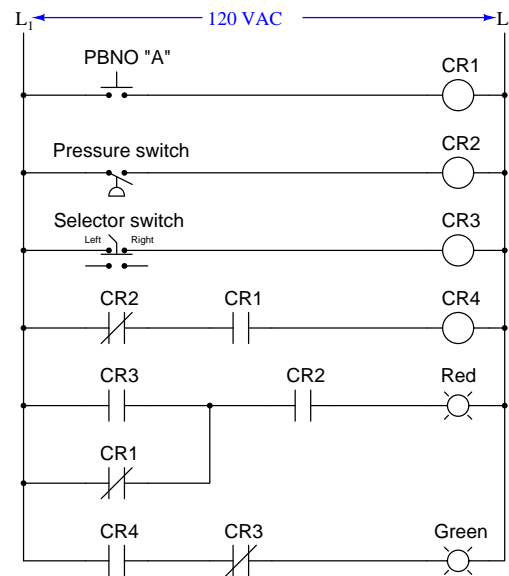 L1 120 VAC L
PBNO "A"
CR1
Pressure switch
CR2
Selector switch
Left Right
CR3
CR2 CR1 CR4
CR3 CR2 Red
CR1
CR4 CR3 Green